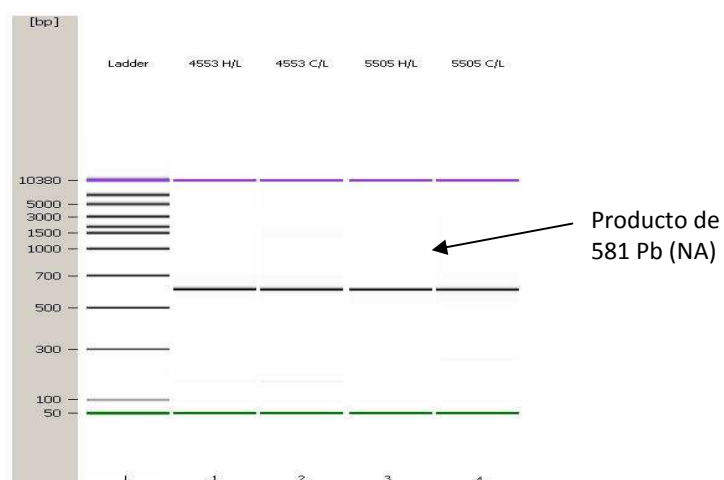 [bp]
Ladder 4553 H/L 4553 C/L 5505 H/L 5505 C/L
10380
5000
3000
1500
1000
700
500
300
100
50
Producto de
581 Pb (NA)
L 1 2 3 4